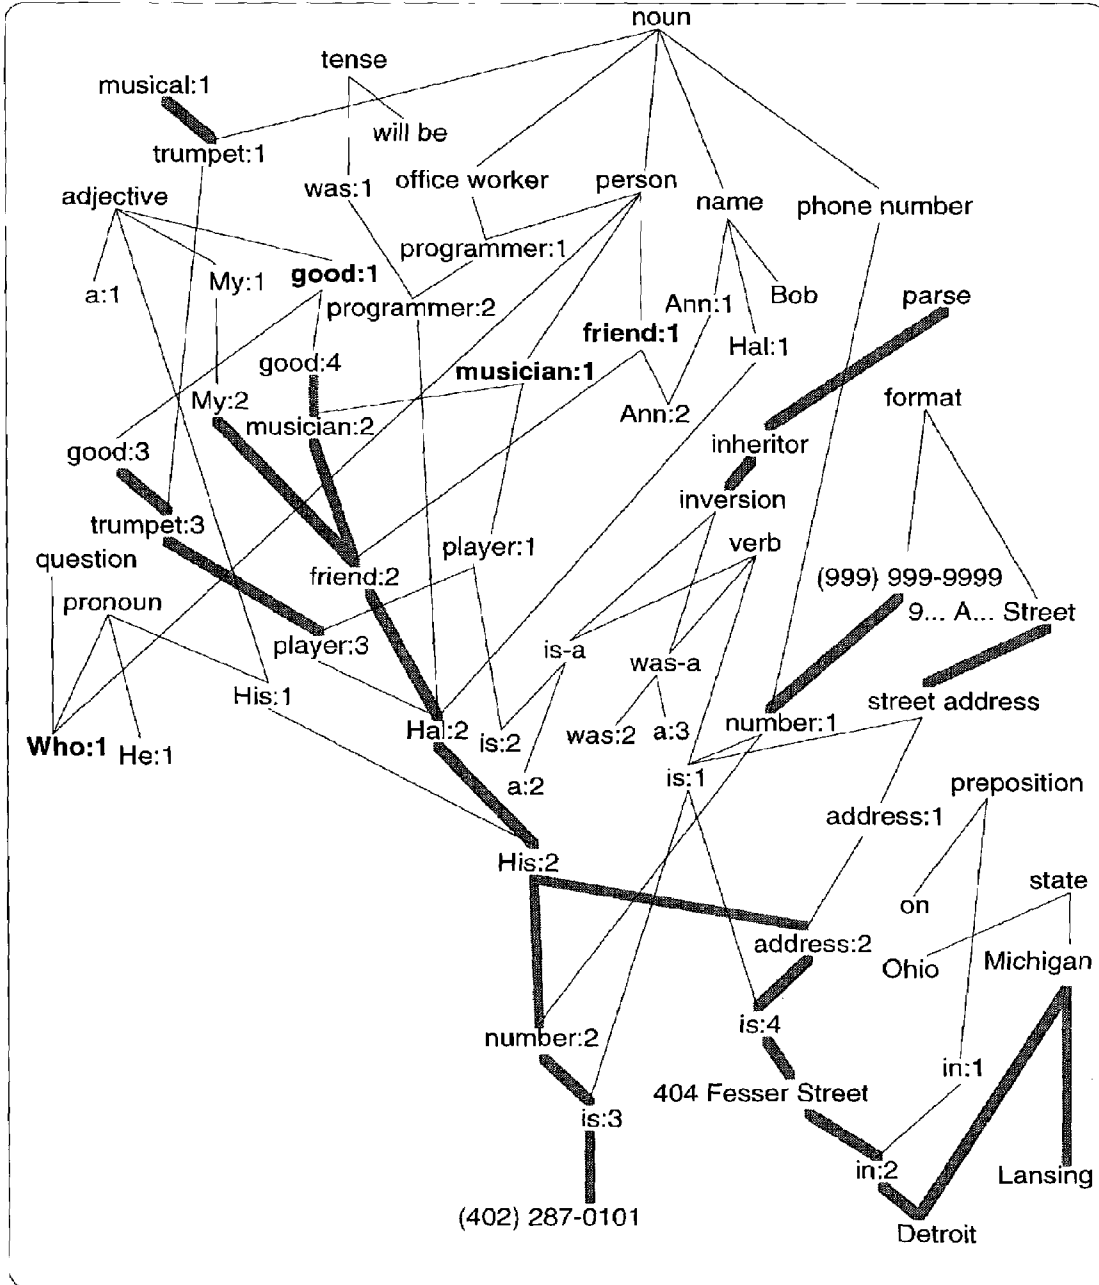 noun
tense
musical:1
will be
trumpet:1
office worker
person
was:1
adjective
name
phone number
programmer:1
good:1
My:1
a:1
Ann:1
Bob
parse
programmer:2
friend:1
Hal:1
good:4
musician:1
format
My:2
Ann:2
musician:2
inheritor
good:3
inversion
trumpet:3
player:1
verb
question
friend:2
(999) 999-9999
pronoun
9... A... Street
player:3
is-a
was-a
His:1
street address
number:1
Hal:2
is:2
was:2
a:3
Who:1
He:1
is:1
a:2
preposition
address:1
His:2
state
on
address:2
Ohio
Michigan
is:4
number:2
in:1
404 Fesser Street
is:3
in:2
Lansing
(402) 287-0101
Detroit